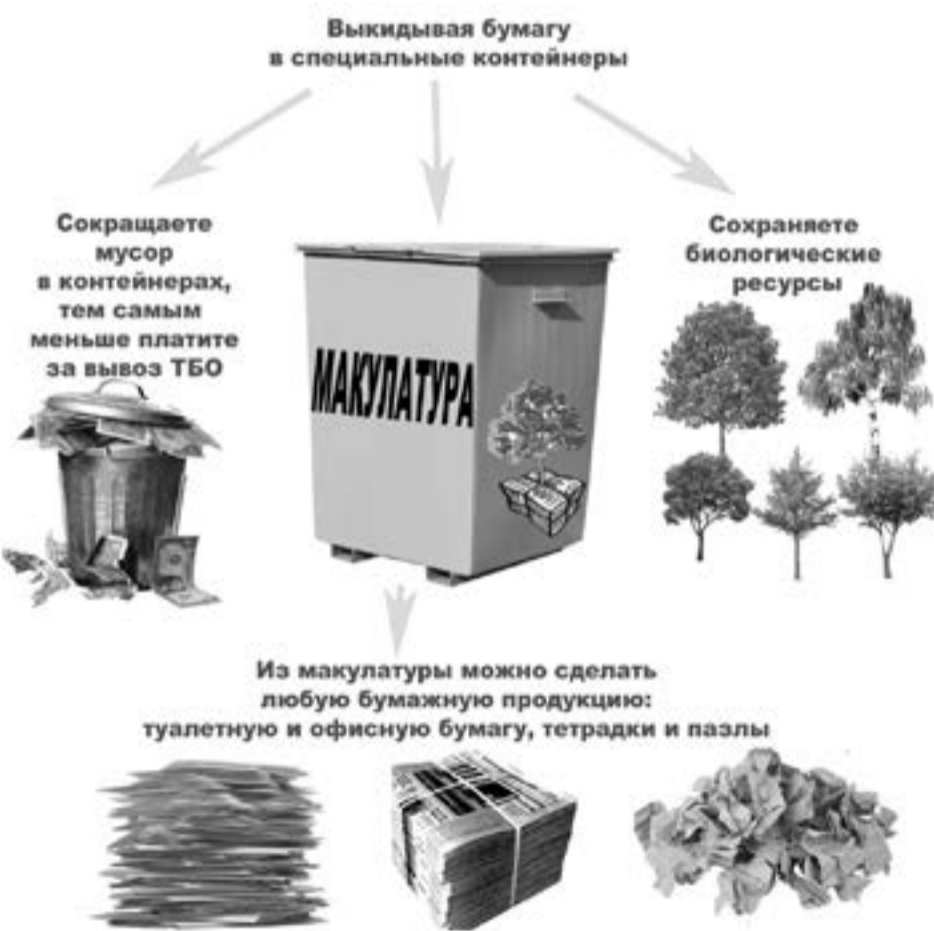 Выкидывая бумагу
в специальные контейнеры
Сокращаете
мусор
в контейнерах,
тем самым
меньше платите
за вывоз ТБО
МАКУЛАТУРА
Сохраняете
биологические
ресурсы
Из макулатуры можно сделать
любую бумажную продукцию:
туалетную и офисную бумагу, тетрадки и пазлы